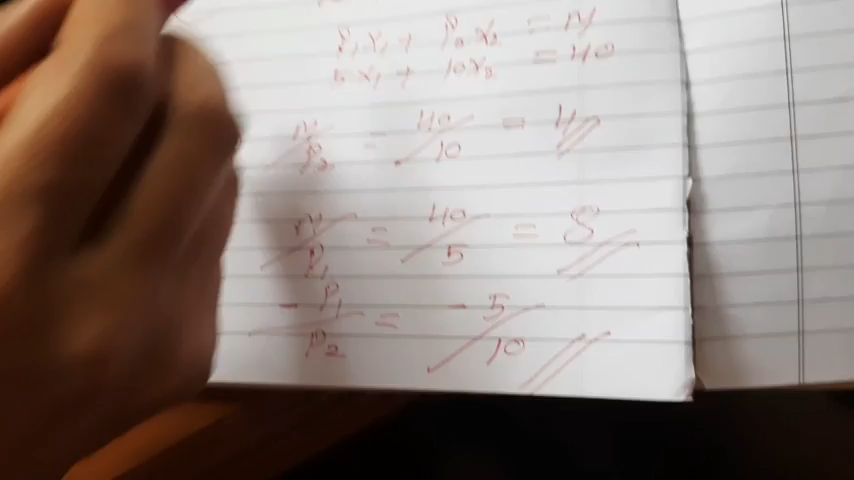 P₁x₁ + P₂x₂ = M
5x₁ + 10x₂ = 40
M/P₂ = 40/10 = 4
M/P₁ = 40/5 = 8
- P₁/P₂ = - 5/10